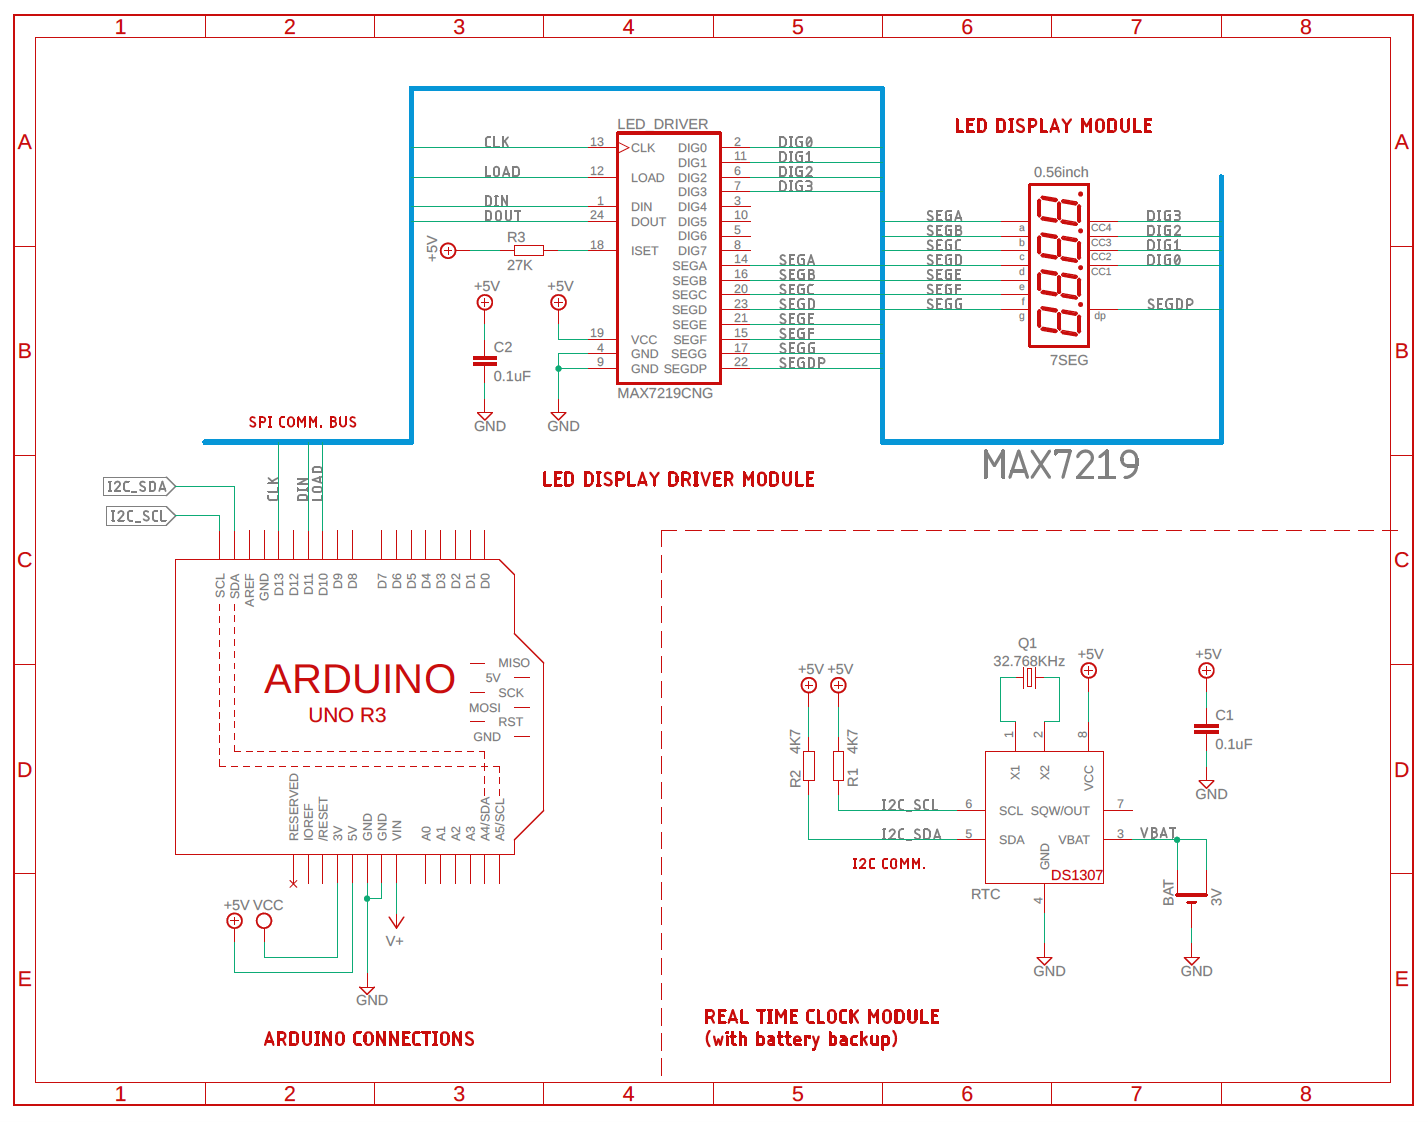 1 2 3 4 5 6 7 8
A A
LED DRIVER
LED DISPLAY MODULE
CLK 13 CLK DIG0 2 DIG0
DIG1 11 DIG1
LOAD 12 LOAD DIG2 6 DIG2
DIG3 7 DIG3
DIN 1 DIN DIG4 3
DOUT 24 DOUT DIG5 10
DIG6 5
+5V R3 27K 18 ISET DIG7 8
SEGA 14 SEGA
SEGB 16 SEGB
SEGC 20 SEGC
SEGD 23 SEGD
SEGE 21 SEGE
19 VCC SEGF 15 SEGF
4 GND SEGG 17 SEGG
9 GND SEGDP 22 SEGDP
MAX7219CNG
+5V +5V
C2
0.1uF
GND GND
0.56inch
SEGA a CC4 DIG3
SEGB b CC3 DIG2
SEGC c CC2 DIG1
SEGD d CC1 DIG0
SEGE e
SEGF f
SEGG g dp SEGDP
7SEG
B B
SPI COMM. BUS
LED DISPLAY DRIVER MODULE
MAX7219
I2C_SDA
I2C_SCL
CLK DIN LOAD
C C
SCL SDA AREF GND D13 D12 D11 D10 D9 D8 D7 D6 D5 D4 D3 D2 D1 D0
ARDUINO
UNO R3
MISO
5V
SCK
MOSI
RST
GND
RESERVED IOREF /RESET 3V 5V GND GND VIN A0 A1 A2 A3 A4/SDA A5/SCL
+5V VCC
V+
GND
ARDUINO CONNECTIONS
Q1
32.768KHz
+5V +5V +5V +5V
R2 4K7 R1 4K7
1 2 8
X1 X2 VCC
C1
0.1uF
GND
D D
I2C_SCL 6 SCL SQW/OUT 7
I2C_SDA 5 SDA VBAT 3 VBAT
I2C COMM.
GND
DS1307
RTC
4
BAT 3V
GND GND
E E
REAL TIME CLOCK MODULE
(with battery backup)
1 2 3 4 5 6 7 8